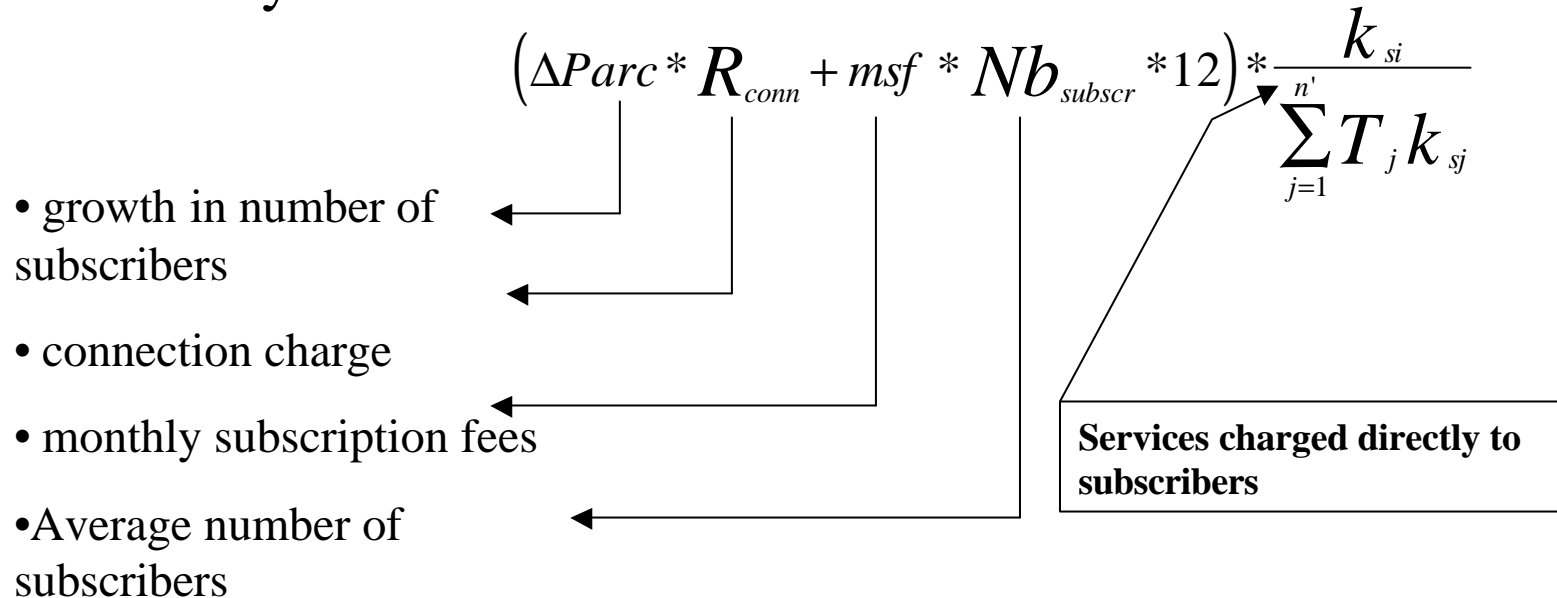 (ΔParc * R_conn + msf * Nb_subscr * 12) * k_si / ∑_{j=1}^{n'} T_j k_sj
• growth in number of
subscribers
• connection charge
• monthly subscription fees
•Average number of
subscribers
Services charged directly to
subscribers